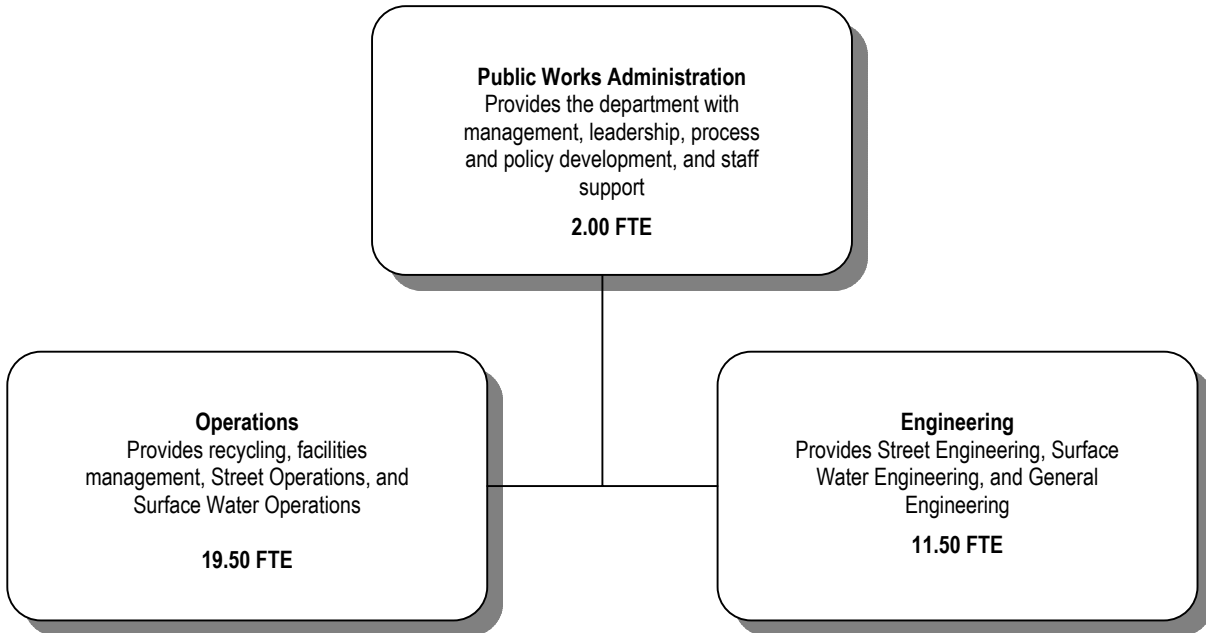 Public Works Administration
Provides the department with
management, leadership, process
and policy development, and staff
support
2.00 FTE
Operations
Provides recycling, facilities
management, Street Operations, and
Surface Water Operations
19.50 FTE
Engineering
Provides Street Engineering, Surface
Water Engineering, and General
Engineering
11.50 FTE